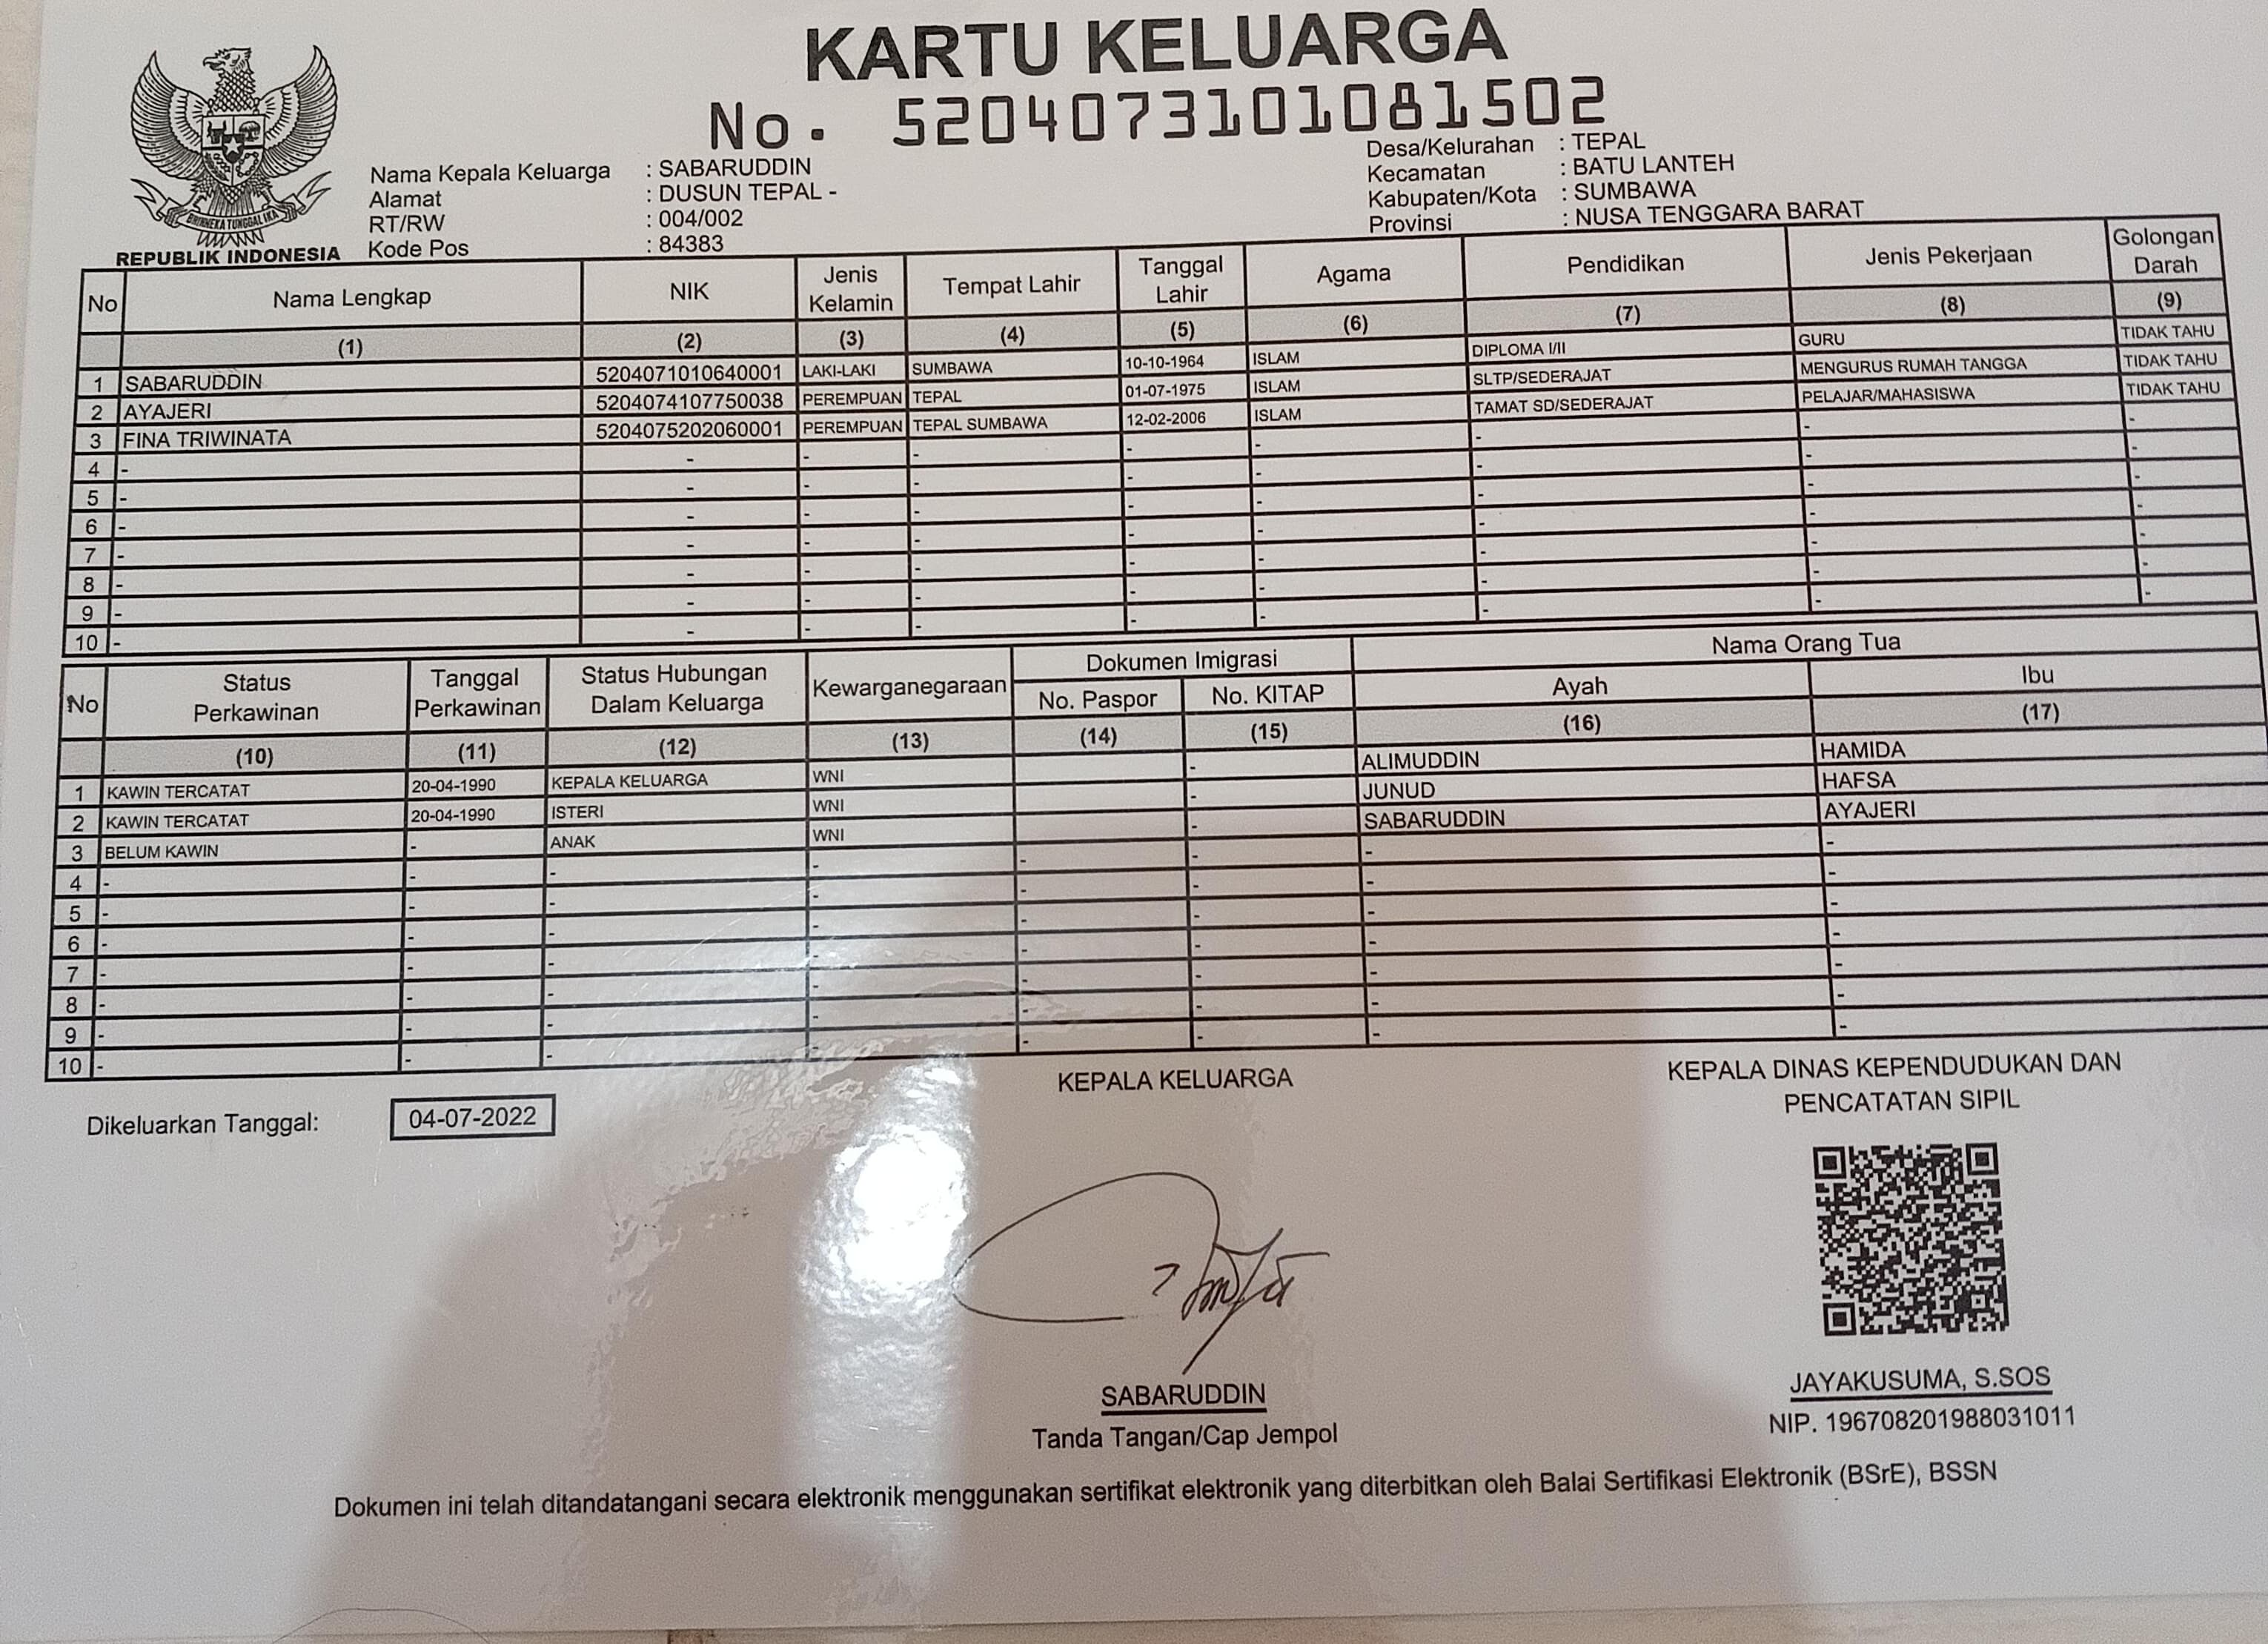 KARTU KELUARGA
No. 5204073101081502
Nama Kepala Keluarga : SABARUDDIN
Alamat : DUSUN TEPAL -
RT/RW : 004/002
Kode Pos : 84383
Desa/Kelurahan : TEPAL
Kecamatan : BATU LANTEH
Kabupaten/Kota : SUMBAWA
Provinsi : NUSA TENGGARA BARAT
BHINNEKA TUNGGAL IKA
REPUBLIK INDONESIA
No Nama Lengkap NIK Jenis Kelamin Tempat Lahir Tanggal Lahir Agama Pendidikan Jenis Pekerjaan Golongan Darah
(1) (2) (3) (4) (5) (6) (7) (8) (9)
1 SABARUDDIN 5204071010640001 LAKI-LAKI SUMBAWA 10-10-1964 ISLAM DIPLOMA I/II GURU TIDAK TAHU
2 AYAJERI 5204074107750038 PEREMPUAN TEPAL 01-07-1975 ISLAM SLTP/SEDERAJAT MENGURUS RUMAH TANGGA TIDAK TAHU
3 FINA TRIWINATA 5204075202060001 PEREMPUAN TEPAL SUMBAWA 12-02-2006 ISLAM TAMAT SD/SEDERAJAT PELAJAR/MAHASISWA TIDAK TAHU
4 - - - - - - - - -
5 - - - - - - - - -
6 - - - - - - - - -
7 - - - - - - - - -
8 - - - - - - - - -
9 - - - - - - - - -
10 - - - - - - - - -
No Status Perkawinan Tanggal Perkawinan Status Hubungan Dalam Keluarga Kewarganegaraan Dokumen Imigrasi Nama Orang Tua
No. Paspor No. KITAP Ayah Ibu
(10) (11) (12) (13) (14) (15) (16) (17)
1 KAWIN TERCATAT 20-04-1990 KEPALA KELUARGA WNI - ALIMUDDIN HAMIDA
2 KAWIN TERCATAT 20-04-1990 ISTERI WNI - JUNUD HAFSA
3 BELUM KAWIN - ANAK WNI - SABARUDDIN AYAJERI
4 - - - - - - - -
5 - - - - - - - -
6 - - - - - - - -
7 - - - - - - - -
8 - - - - - - - -
9 - - - - - - - -
10 - - - - - - - -
Dikeluarkan Tanggal: 04-07-2022
KEPALA KELUARGA
SABARUDDIN
Tanda Tangan/Cap Jempol
KEPALA DINAS KEPENDUDUKAN DAN
PENCATATAN SIPIL
JAYAKUSUMA, S.SOS
NIP. 196708201988031011
Dokumen ini telah ditandatangani secara elektronik menggunakan sertifikat elektronik yang diterbitkan oleh Balai Sertifikasi Elektronik (BSrE), BSSN